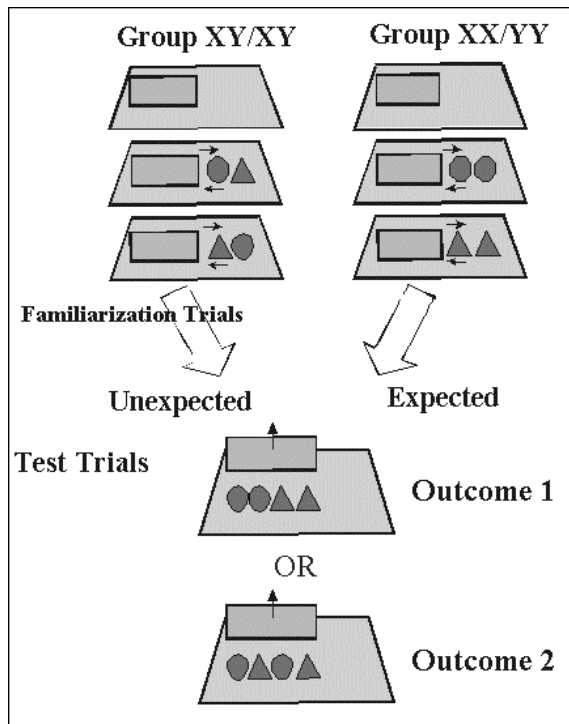 Group XY/XY
Group XX/YY
Familiarization Trials
Unexpected
Expected
Test Trials
Outcome 1
OR
Outcome 2